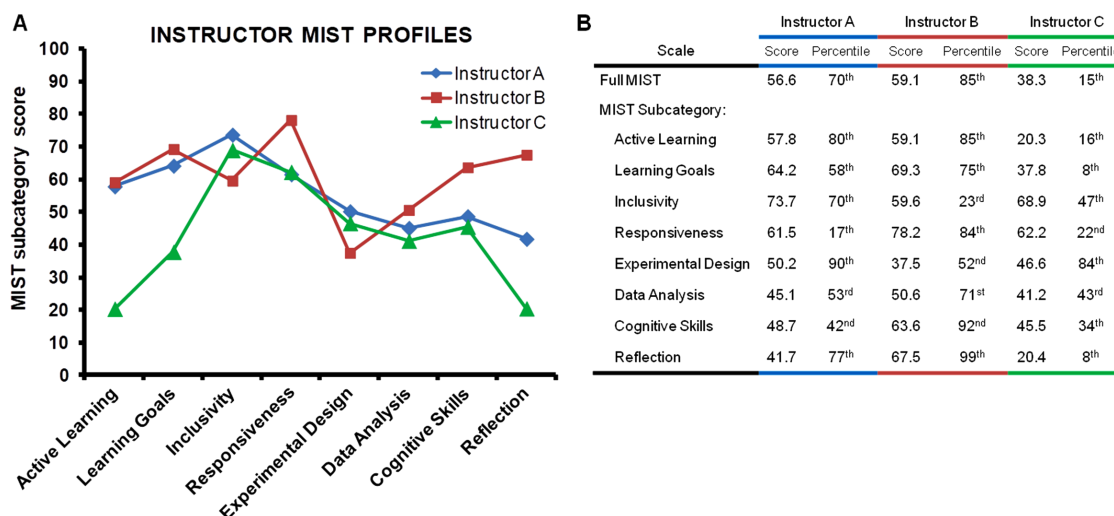 A
INSTRUCTOR MIST PROFILES
MIST subcategory score
100
90
80
70
60
50
40
30
20
10
0
Instructor A
Instructor B
Instructor C
Active Learning
Learning Goals
Inclusivity
Responsiveness
Experimental Design
Data Analysis
Cognitive Skills
Reflection
B
Instructor A Instructor B Instructor C
Scale Score Percentile Score Percentile Score Percentile
Full MIST 56.6 70th 59.1 85th 38.3 15th
MIST Subcategory:
Active Learning 57.8 80th 59.1 85th 20.3 16th
Learning Goals 64.2 58th 69.3 75th 37.8 8th
Inclusivity 73.7 70th 59.6 23rd 68.9 47th
Responsiveness 61.5 17th 78.2 84th 62.2 22nd
Experimental Design 50.2 90th 37.5 52nd 46.6 84th
Data Analysis 45.1 53rd 50.6 71st 41.2 43rd
Cognitive Skills 48.7 42nd 63.6 92nd 45.5 34th
Reflection 41.7 77th 67.5 99th 20.4 8th